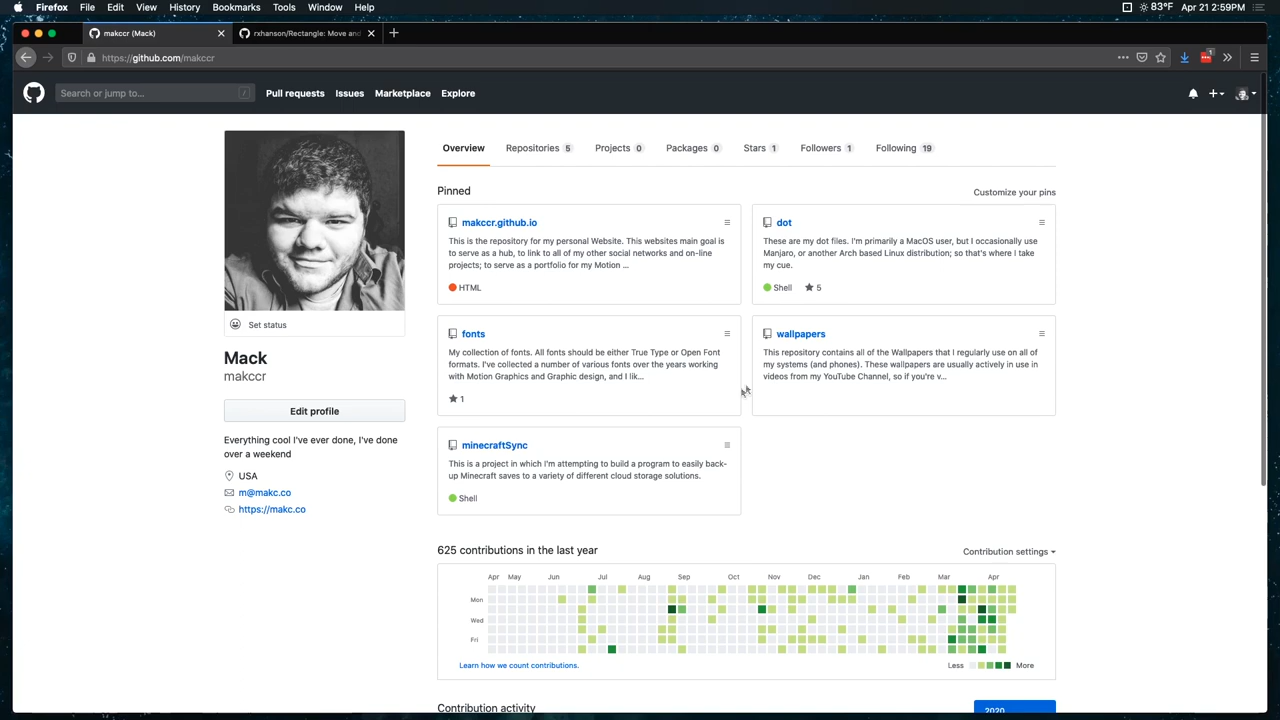 Firefox File Edit View History Bookmarks Tools Window Help 83°F Apr 21 2:59PM
makccr (Mack) rxhanson/Rectangle: Move and
https://github.com/makccr 1
Search or jump to... / Pull requests Issues Marketplace Explore
Overview Repositories 5 Projects 0 Packages 0 Stars 1 Followers 1 Following 19
Pinned Customize your pins
makccr.github.io
This is the repository for my personal Website. This websites main goal is
to serve as a hub, to link to all of my other social networks and on-line
projects; to serve as a portfolio for my Motion ...
HTML
dot
These are my dot files. I'm primarily a MacOS user, but I occasionally use
Manjaro, or another Arch based Linux distribution; so that's where I take
my cue.
Shell 5
fonts
My collection of fonts. All fonts should be either True Type or Open Font
formats. I've collected a number of various fonts over the years working
with Motion Graphics and Graphic design, and I lik...
1
wallpapers
This repository contains all of the Wallpapers that I regularly use on all of
my systems (and phones). These wallpapers are usually actively in use in
videos from my YouTube Channel, so if you're v...
minecraftSync
This is a project in which I'm attempting to build a program to easily back-
up Minecraft saves to a variety of different cloud storage solutions.
Shell
Set status
Mack
makccr
Edit profile
Everything cool I've ever done, I've done
over a weekend
USA
m@makc.co
https://makc.co
625 contributions in the last year Contribution settings
Apr May Jun Jul Aug Sep Oct Nov Dec Jan Feb Mar Apr
Mon
Wed
Fri
Learn how we count contributions. Less More
Contribution activity 2020